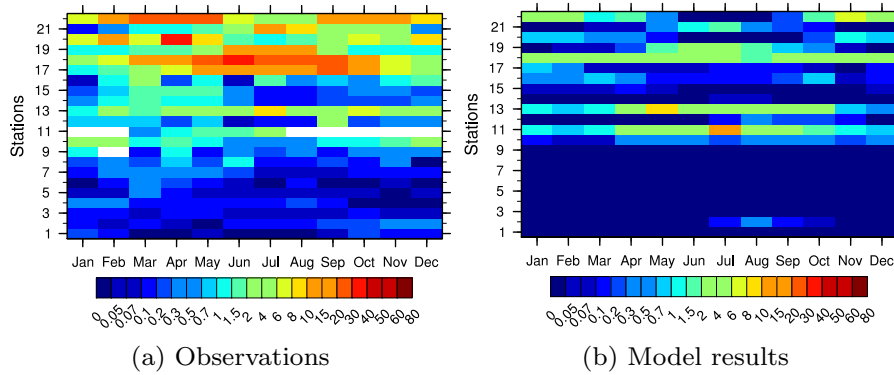 Stations
21
19
17
15
13
11
9
7
5
3
1
Jan Feb Mar Apr May Jun Jul Aug Sep Oct Nov Dec
0 0.05 0.07 0.1 0.2 0.3 0.5 0.7 1 1.5 2 4 6 8 10 15 20 30 40 50 60 80
(a) Observations
Stations
21
19
17
15
13
11
9
7
5
3
1
Jan Feb Mar Apr May Jun Jul Aug Sep Oct Nov Dec
0 0.05 0.07 0.1 0.2 0.3 0.5 0.7 1 1.5 2 4 6 8 10 15 20 30 40 50 60 80
(b) Model results